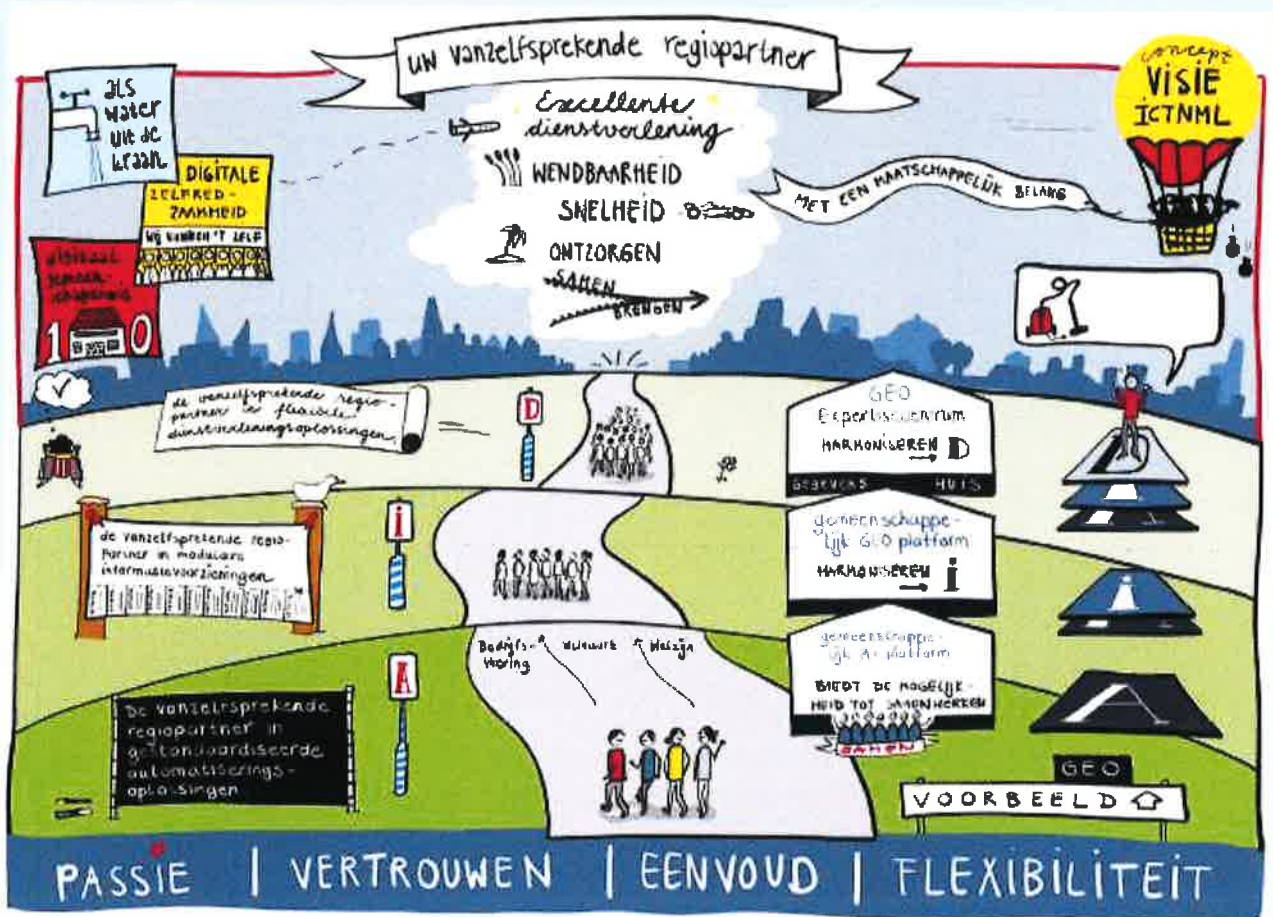 UW VANZELFSPREKENDE REGIOPARTNER
concept
VISIE
ICTNML
als
water
uit de
kraan
DIGITALE
ZELFRED-
ZAAMHEID
WIJ KUNNEN 'T ZELF
digitaal
1 0
Excellente
dienstverlening
WENDBAARHEID
SNELHEID
ONTZORGEN
SAMEN
BRENGEN
MET EEN MAATSCHAPPELIJK BELANG
de vanzelfsprekende regio-
partner in flexibele
dienstverleningsoplossingen
D
GEO
Expertisecentrum
HARMONISEREN
D
GEGEVENS HUIS
D
de vanzelfsprekende regio-
partner in modulaire
informatievoorzieningen
i
gemeenschappe-
lijk GEO platform
HARMONISEREN
i
i
Bedrijfs-
voering
Welzijn
De vanzelfsprekende
regiopartner in
gestandaardiseerde
automatiserings-
oplossingen
A
gemeenschappe-
lijk A platform
BIEDT DE MOGELIJK-
HEID TOT SAMENWERKEN
SAMEN
A
GEO
VOORBEELD
PASSIE | VERTROUWEN | EENVOUD | FLEXIBILITEIT